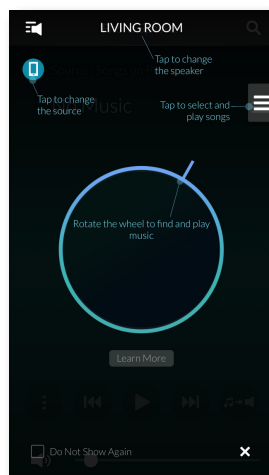 LIVING ROOM
Tap to change
the speaker
Tap to change
the source
Music
Tap to select and
play songs
Rotate the wheel to find and play
music
Learn More
Do Not Show Again